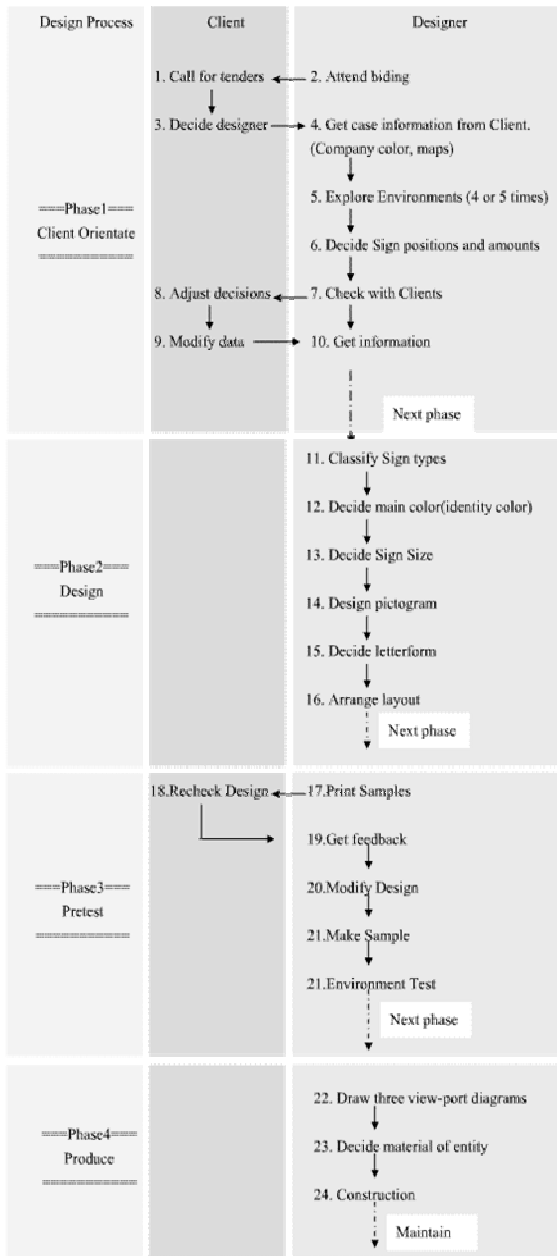 Design Process Client Designer
1. Call for tenders 2. Attend biding
3. Decide designer 4. Get case information from Client.
(Company color, maps)
===Phase1===
Client Orientate
============
5. Explore Environments (4 or 5 times)
6. Decide Sign positions and amounts
8. Adjust decisions 7. Check with Clients
9. Modify data 10. Get information
Next phase
===Phase2===
Design
============
11. Classify Sign types
12. Decide main color(identity color)
13. Decide Sign Size
14. Design pictogram
15. Decide letterform
16. Arrange layout
Next phase
===Phase3===
Pretest
============
18.Recheck Design 17.Print Samples
19.Get feedback
20.Modify Design
21.Make Sample
21.Environment Test
Next phase
===Phase4===
Produce
============
22. Draw three view-port diagrams
23. Decide material of entity
24. Construction
Maintain